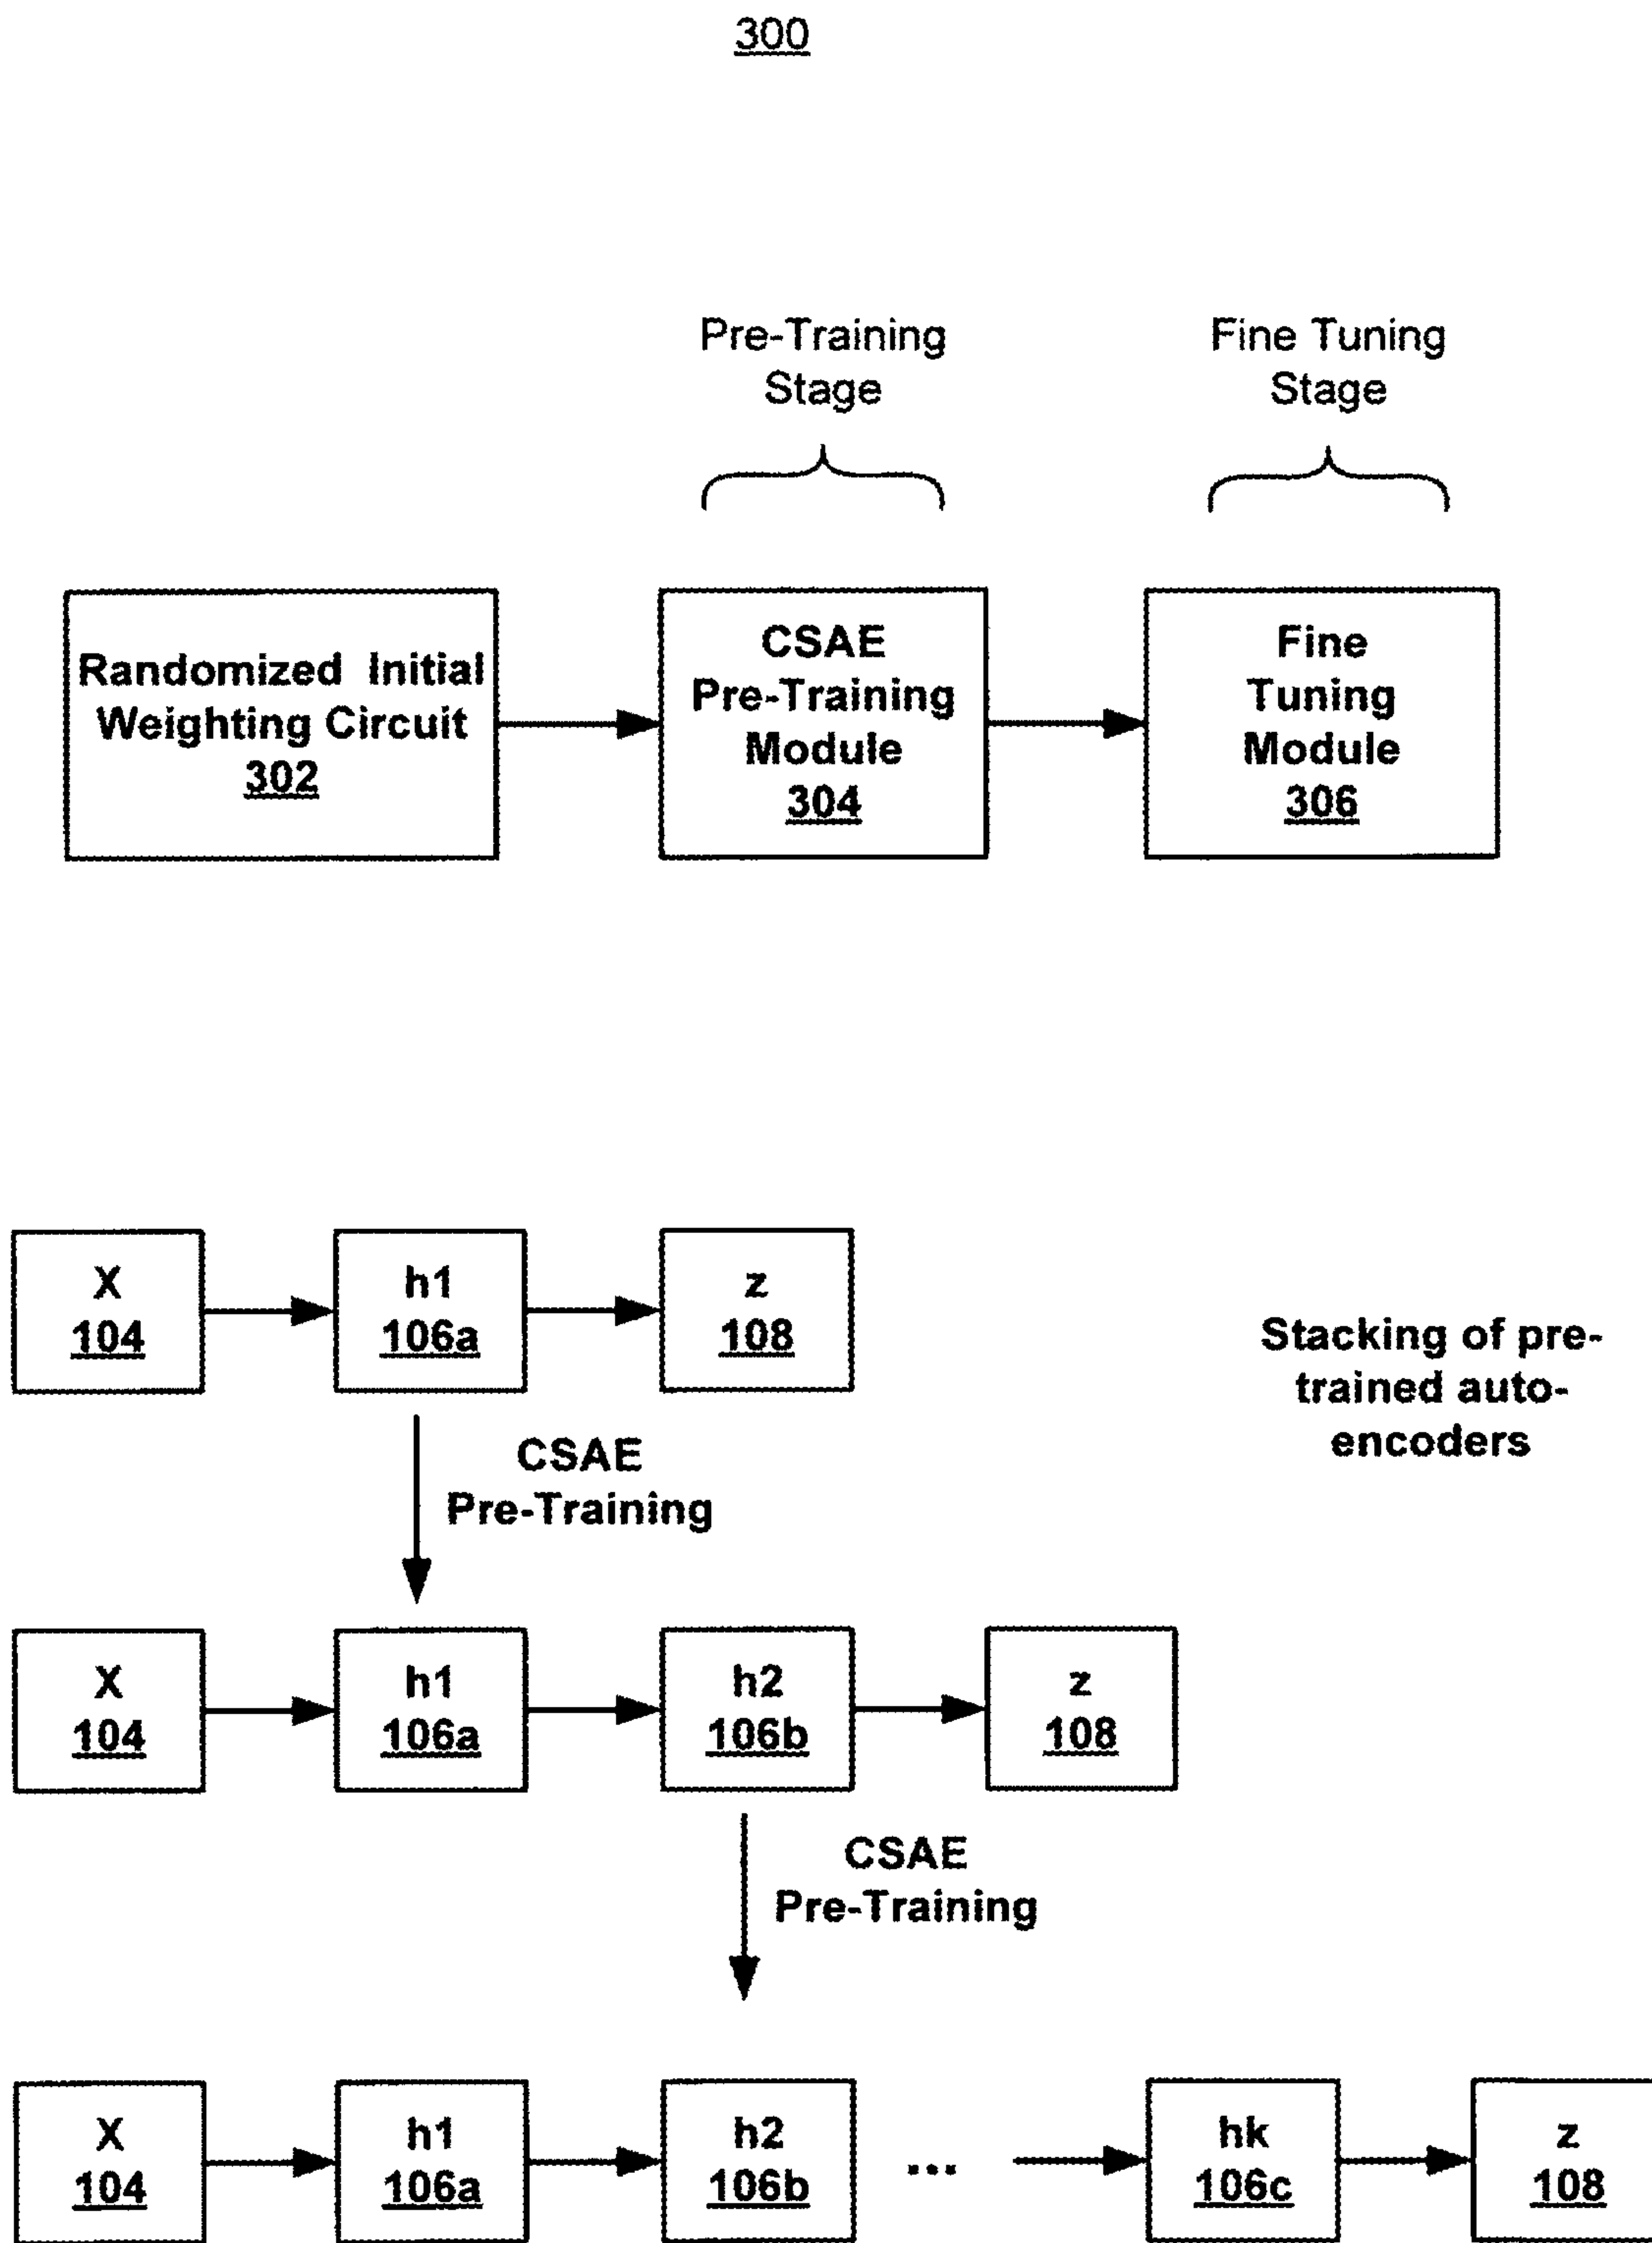 300
Pre-Training
Stage
Fine Tuning
Stage
Randomized Initial
Weighting Circuit
302
CSAE
Pre-Training
Module
304
Fine
Tuning
Module
306
X
104
h1
106a
z
108
Stacking of pre-
trained auto-
encoders
CSAE
Pre-Training
X
104
h1
106a
h2
106b
z
108
CSAE
Pre-Training
X
104
h1
106a
h2
106b
...
hk
106c
z
108